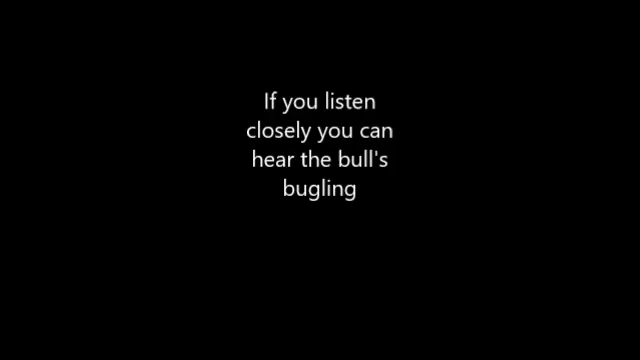 If you listen
closely you can
hear the bull's
bugling